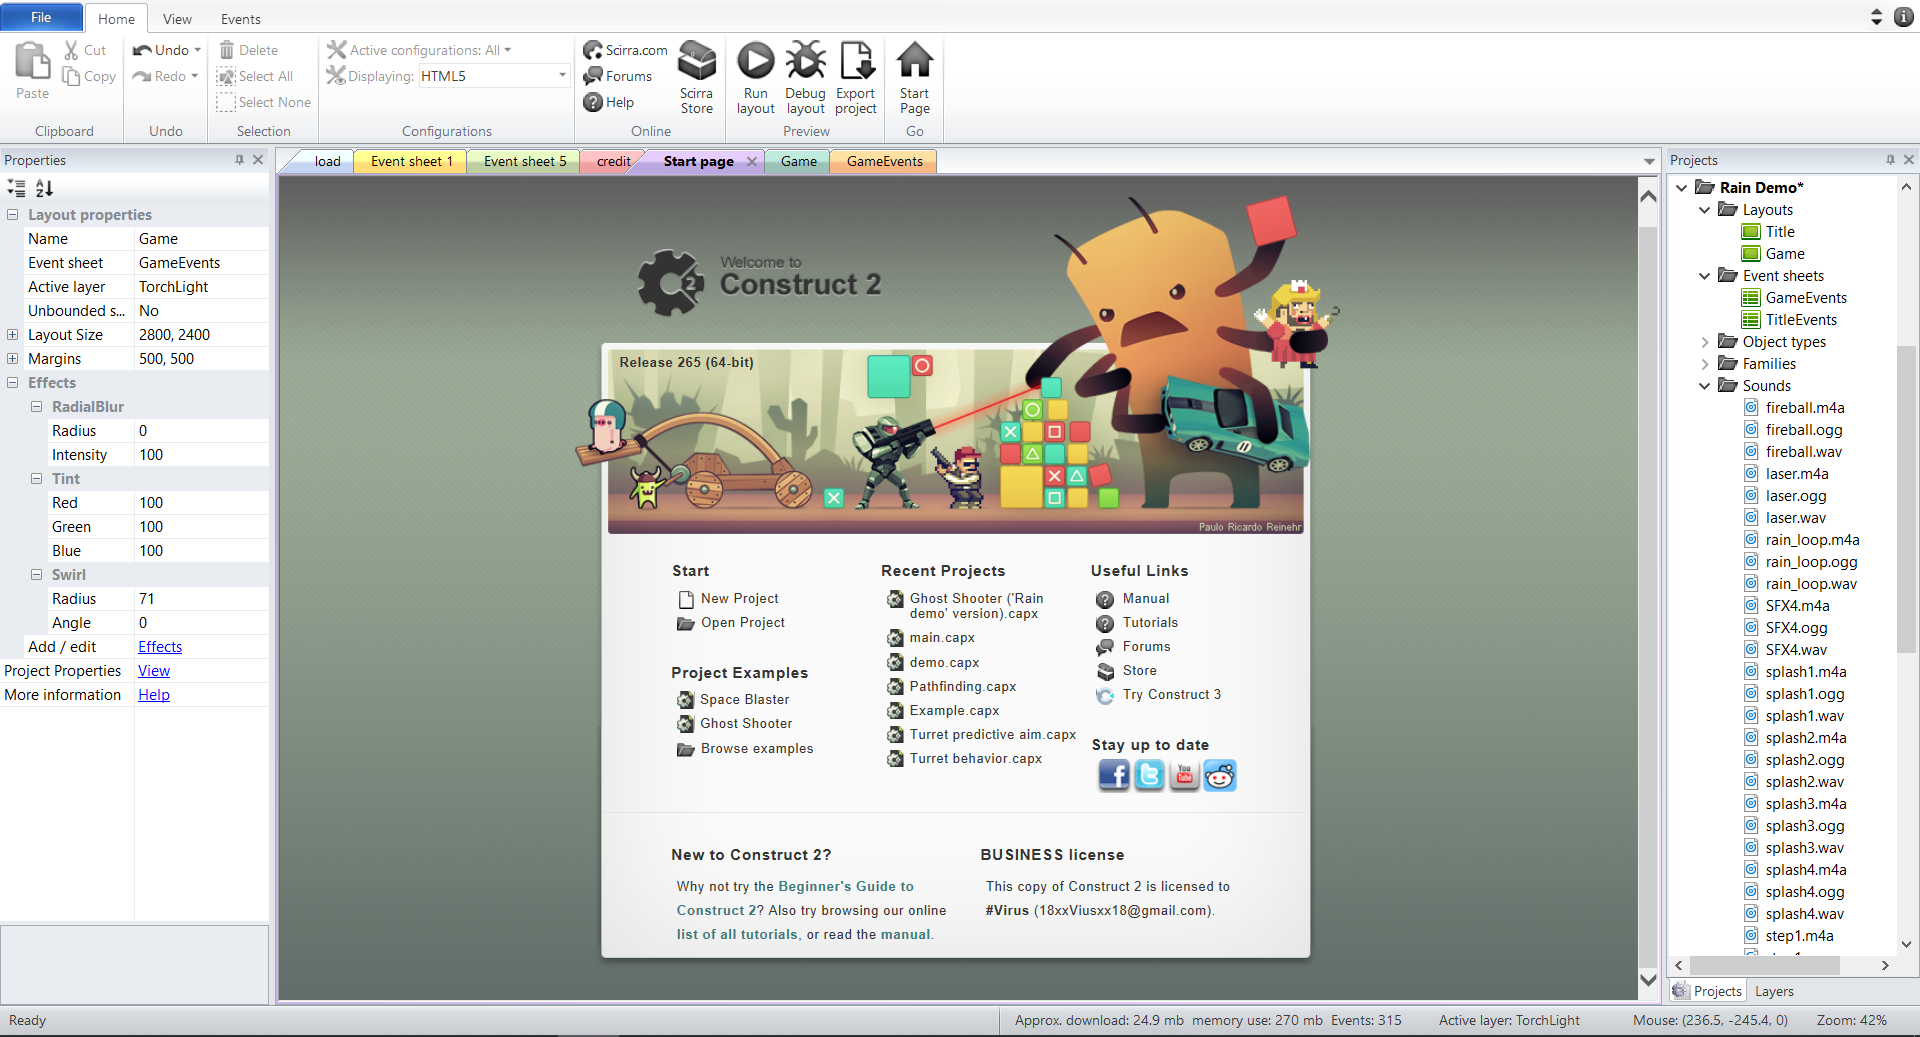 File
Home
View
Events
Paste
Cut
Copy
Clipboard
Undo
Redo
Undo
Delete
Select All
Select None
Selection
Active configurations: All
Displaying: HTML5
Configurations
Scirra.com
Forums
Help
Scirra Store
Online
Run layout
Debug layout
Export project
Preview
Start Page
Go
Properties
Layout properties
Name Game
Event sheet GameEvents
Active layer TorchLight
Unbounded s... No
Layout Size 2800, 2400
Margins 500, 500
Effects
RadialBlur
Radius 0
Intensity 100
Tint
Red 100
Green 100
Blue 100
Swirl
Radius 71
Angle 0
Add / edit Effects
Project Properties View
More information Help
load
Event sheet 1
Event sheet 5
credit
Start page
Game
GameEvents
Welcome to
Construct 2
Release 265 (64-bit)
Paulo Ricardo Reinehr
Start
New Project
Open Project
Project Examples
Space Blaster
Ghost Shooter
Browse examples
Recent Projects
Ghost Shooter ('Rain
demo' version).capx
main.capx
demo.capx
Pathfinding.capx
Example.capx
Turret predictive aim.capx
Turret behavior.capx
Useful Links
Manual
Tutorials
Forums
Store
Try Construct 3
Stay up to date
You Tube
New to Construct 2?
Why not try the Beginner's Guide to
Construct 2? Also try browsing our online
list of all tutorials, or read the manual.
BUSINESS license
This copy of Construct 2 is licensed to
#Virus (18xxViusxx18@gmail.com).
Projects
Rain Demo*
Layouts
Title
Game
Event sheets
GameEvents
TitleEvents
Object types
Families
Sounds
fireball.m4a
fireball.ogg
fireball.wav
laser.m4a
laser.ogg
laser.wav
rain_loop.m4a
rain_loop.ogg
rain_loop.wav
SFX4.m4a
SFX4.ogg
SFX4.wav
splash1.m4a
splash1.ogg
splash1.wav
splash2.m4a
splash2.ogg
splash2.wav
splash3.m4a
splash3.ogg
splash3.wav
splash4.m4a
splash4.ogg
splash4.wav
step1.m4a
Projects
Layers
Ready
Approx. download: 24.9 mb memory use: 270 mb Events: 315
Active layer: TorchLight
Mouse: (236.5, -245.4, 0)
Zoom: 42%